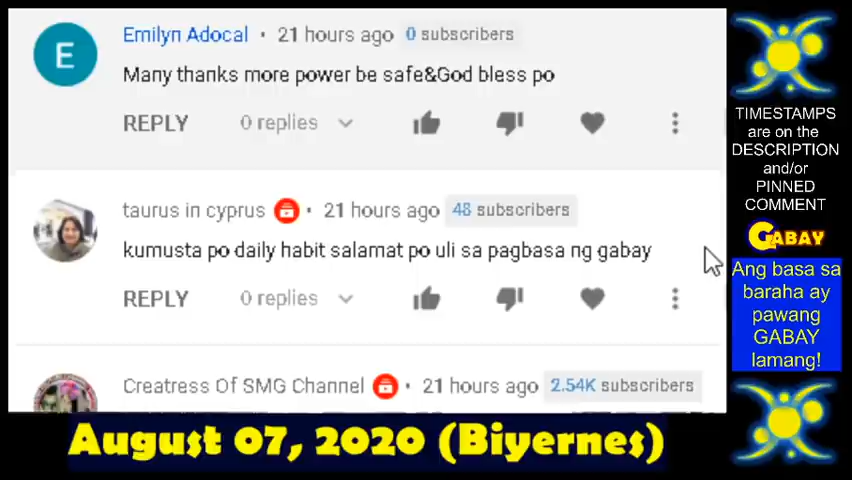 Emilyn Adocal • 21 hours ago 0 subscribers
Many thanks more power be safe&God bless po
REPLY 0 replies
taurus in cyprus • 21 hours ago 48 subscribers
kumusta po daily habit salamat po uli sa pagbasa ng gabay
REPLY 0 replies
Creatress Of SMG Channel • 21 hours ago 2.54K subscribers
August 07, 2020 (Biyernes)
TIMESTAMPS
are on the
DESCRIPTION
and/or
PINNED
COMMENT
GABAY
Ang basa sa
baraha ay
pawang
GABAY
lamang!
E